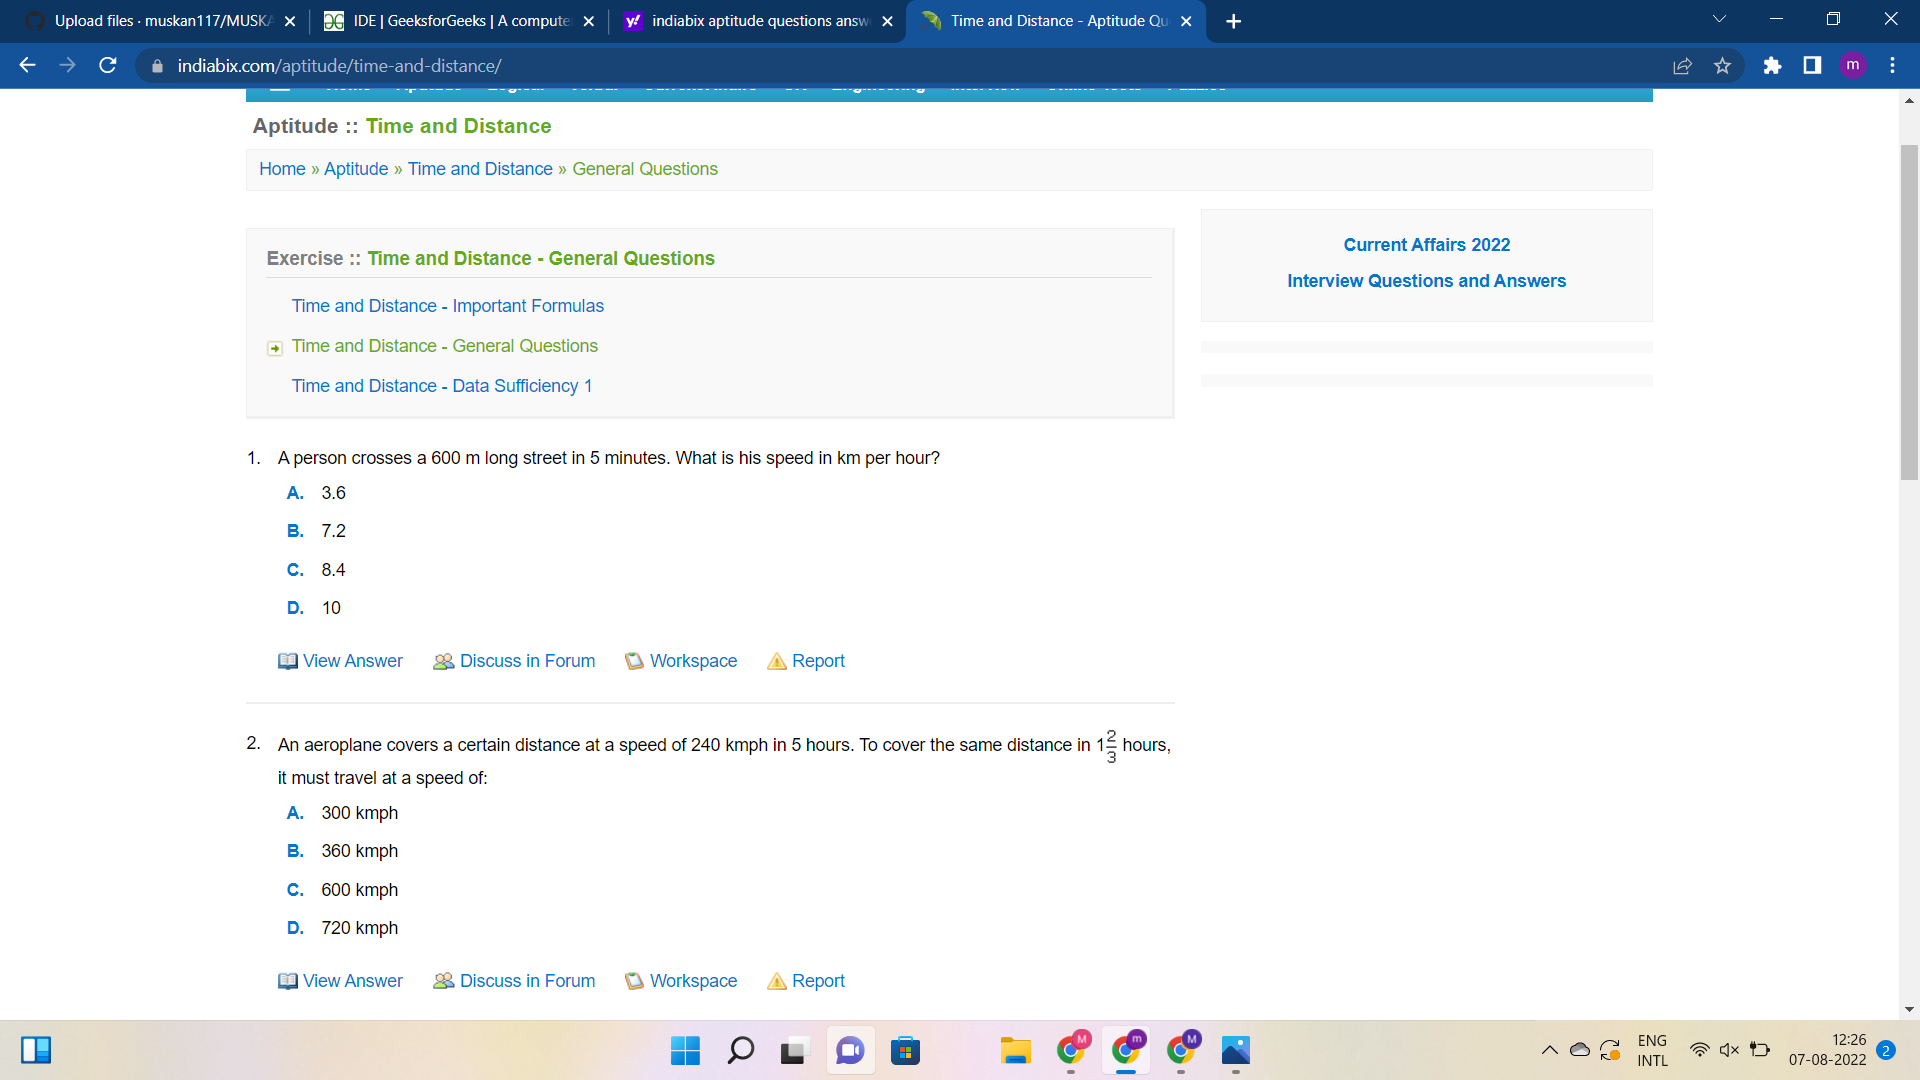 Upload files · muskan117/MUSKA
IDE | GeeksforGeeks | A compute
indiabix aptitude questions answ
Time and Distance - Aptitude Qu
indiabix.com/aptitude/time-and-distance/
m
Aptitude :: Time and Distance
Home » Aptitude » Time and Distance » General Questions
Exercise :: Time and Distance - General Questions
Time and Distance - Important Formulas
Time and Distance - General Questions
Time and Distance - Data Sufficiency 1
Current Affairs 2022
Interview Questions and Answers
1. A person crosses a 600 m long street in 5 minutes. What is his speed in km per hour?
A. 3.6
B. 7.2
C. 8.4
D. 10
View Answer Discuss in Forum Workspace Report
2. An aeroplane covers a certain distance at a speed of 240 kmph in 5 hours. To cover the same distance in 1 2/3 hours,
it must travel at a speed of:
A. 300 kmph
B. 360 kmph
C. 600 kmph
D. 720 kmph
View Answer Discuss in Forum Workspace Report
M m M
ENG
INTL
12:26
07-08-2022
2